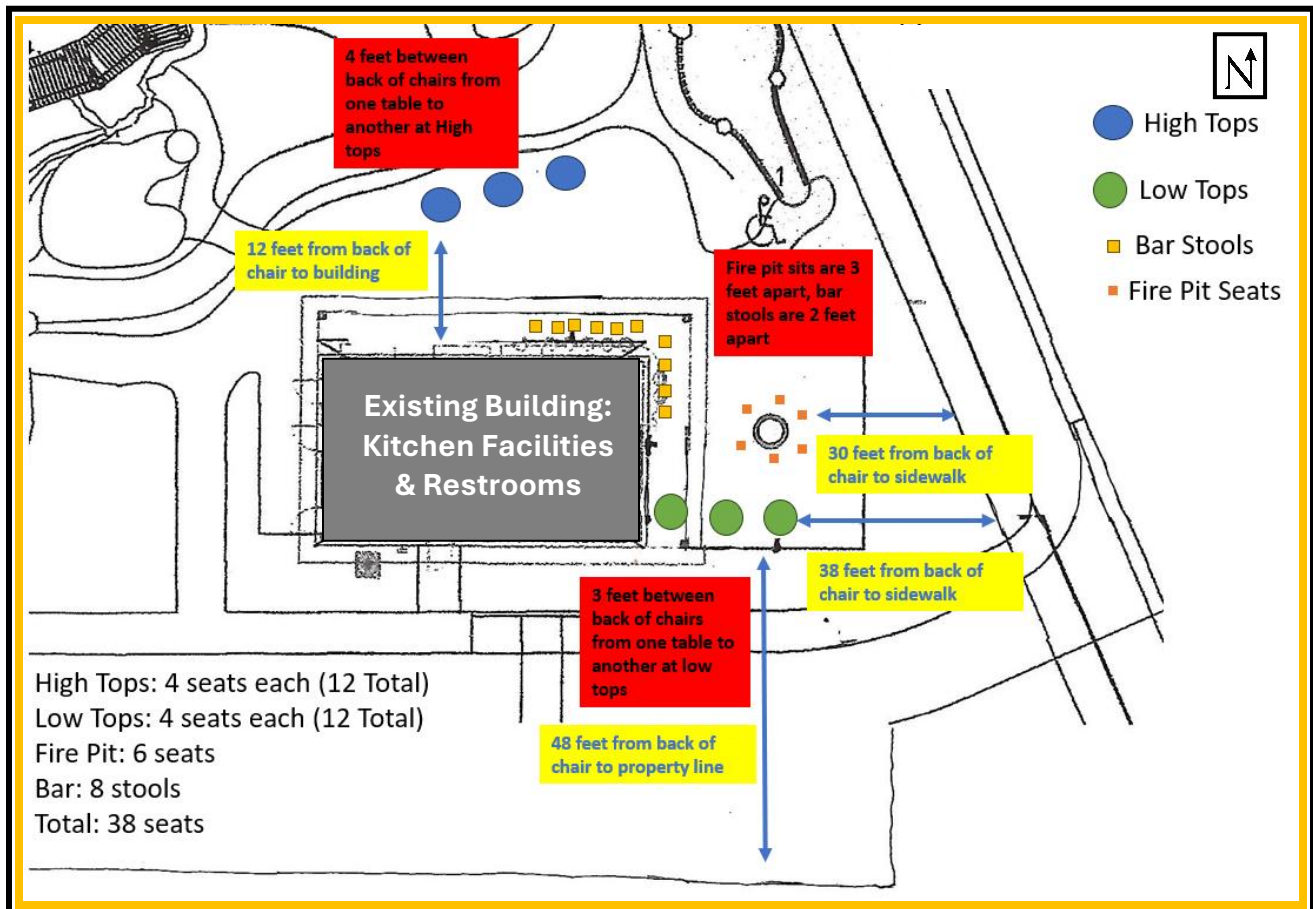 4 feet between
back of chairs from
one table to
another at High
tops
N
High Tops
Low Tops
Bar Stools
Fire Pit Seats
1
12 feet from back of
chair to building
Fire pit sits are 3
feet apart, bar
stools are 2 feet
apart
Existing Building:
Kitchen Facilities
& Restrooms
30 feet from back of
chair to sidewalk
38 feet from back of
chair to sidewalk
3 feet between
back of chairs
from one table to
another at low
tops
48 feet from back of
chair to property line
High Tops: 4 seats each (12 Total)
Low Tops: 4 seats each (12 Total)
Fire Pit: 6 seats
Bar: 8 stools
Total: 38 seats